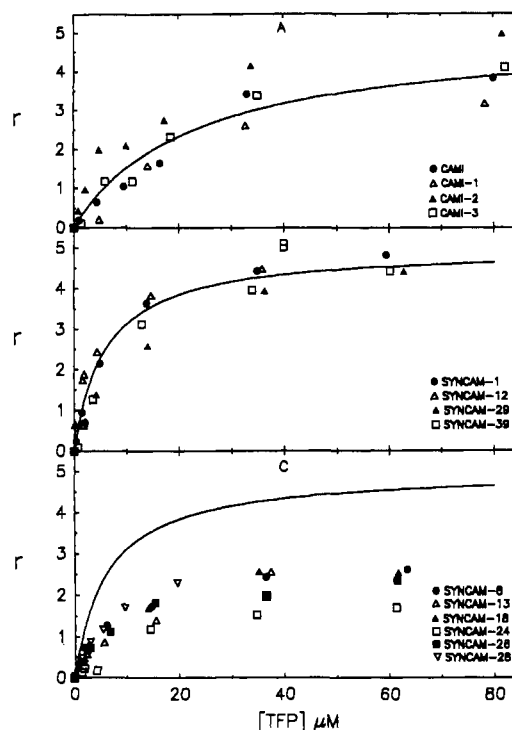 A
5
4
3
2
1
0
r
CAMI
CAMI-1
CAMI-2
CAMI-3
B
5
4
3
2
1
0
r
SYNCAM-1
SYNCAM-12
SYNCAM-29
SYNCAM-39
C
5
4
3
2
1
0
r
SYNCAM-8
SYNCAM-13
SYNCAM-18
SYNCAM-24
SYNCAM-26
SYNCAM-28
0 20 40 60 80
[TFP] μM